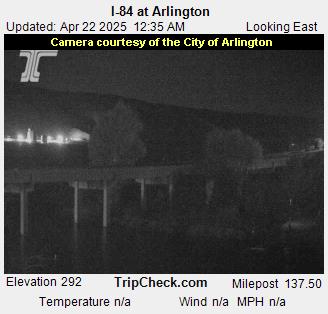 I-84 at Arlington
Updated: Apr 22 2025 12:35 AM Looking East
Camera courtesy of the City of Arlington
Elevation 292 TripCheck.com Milepost 137.50
Temperature n/a Wind n/a MPH n/a